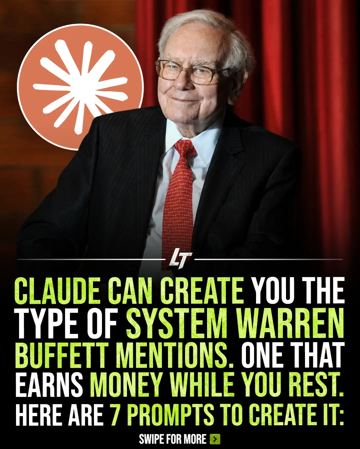 LT
CLAUDE CAN CREATE YOU THE
TYPE OF SYSTEM WARREN
BUFFETT MENTIONS. ONE THAT
EARNS MONEY WHILE YOU REST.
HERE ARE 7 PROMPTS TO CREATE IT:
SWIPE FOR MORE